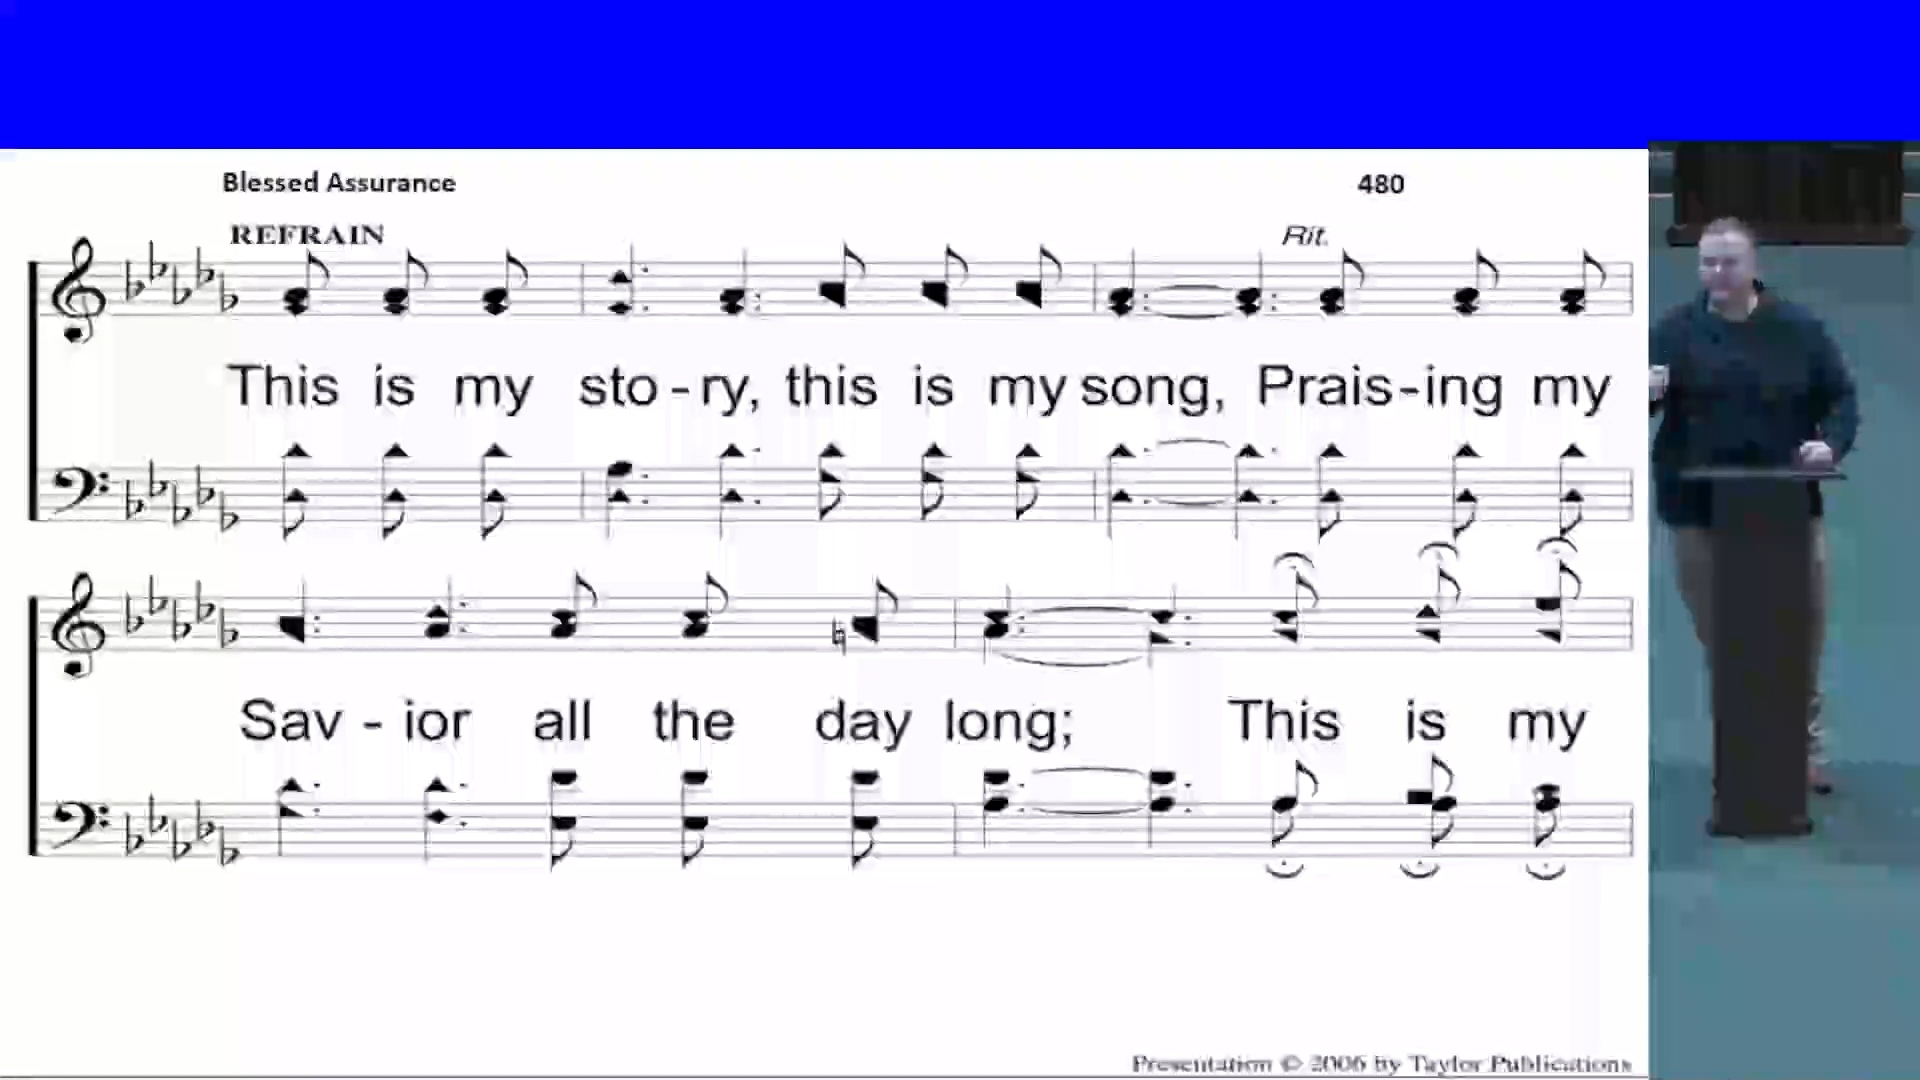 Blessed Assurance 480
REFRAIN Rit.
This is my sto - ry, this is my song, Prais - ing my
Sav - ior all the day long; This is my
Presentation © 2006 by Taylor Publications